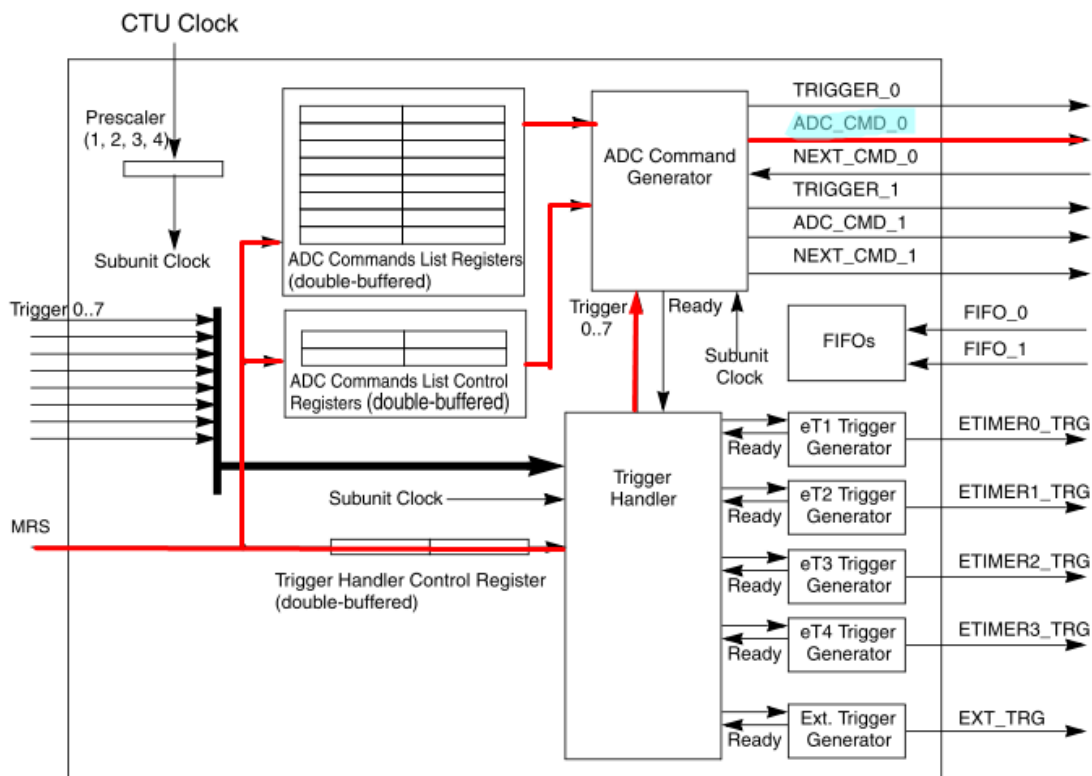 CTU Clock
Prescaler
(1, 2, 3, 4)
Subunit Clock
Trigger 0..7
MRS
ADC Commands List Registers
(double-buffered)
ADC Commands List Control
Registers (double-buffered)
Subunit Clock
Trigger Handler Control Register
(double-buffered)
ADC Command
Generator
Trigger
0..7
Ready
Subunit
Clock
Trigger
Handler
TRIGGER_0
ADC_CMD_0
NEXT_CMD_0
TRIGGER_1
ADC_CMD_1
NEXT_CMD_1
FIFOs
FIFO_0
FIFO_1
Ready
eT1 Trigger
Generator
ETIMER0_TRG
Ready
eT2 Trigger
Generator
ETIMER1_TRG
Ready
eT3 Trigger
Generator
ETIMER2_TRG
Ready
eT4 Trigger
Generator
ETIMER3_TRG
Ready
Ext. Trigger
Generator
EXT_TRG